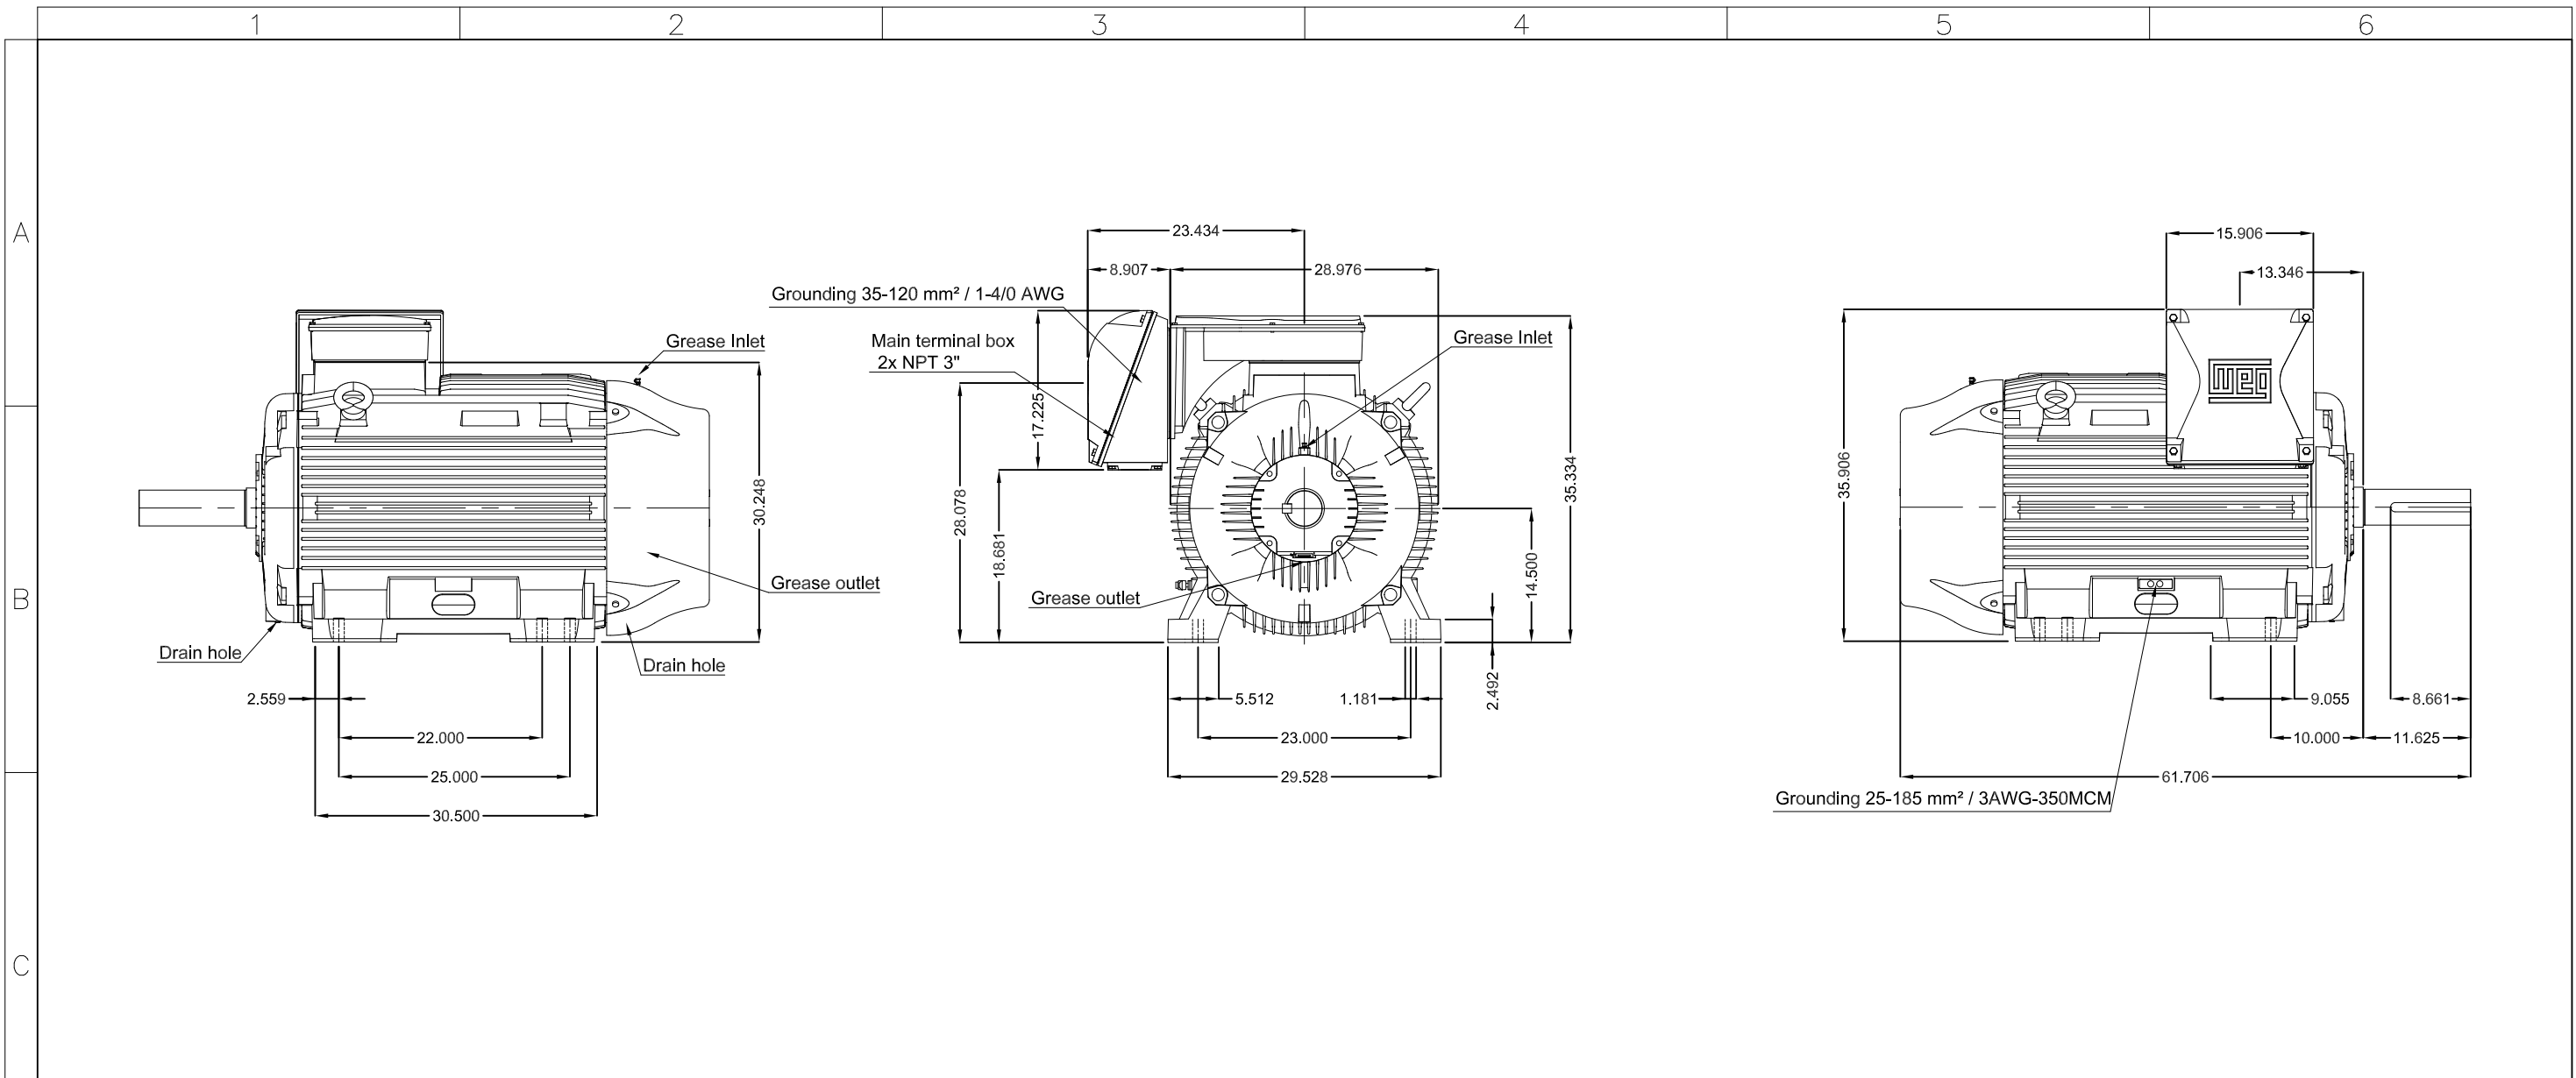 1
2
3
4
5
6
A
B
C
Grease Inlet
30.248
Grease outlet
Drain hole
Drain hole
2.559
22.000
25.000
30.500
23.434
8.907
28.976
Grounding 35-120 mm² / 1-4/0 AWG
Main terminal box
2x NPT 3"
Grease Inlet
17.225
28.078
18.681
35.334
14.500
Grease outlet
2.492
5.512
1.181
23.000
29.528
15.906
13.346
35.906
weg
9.055
8.661
10.000
11.625
61.706
Grounding 25-185 mm² / 3AWG-350MCM